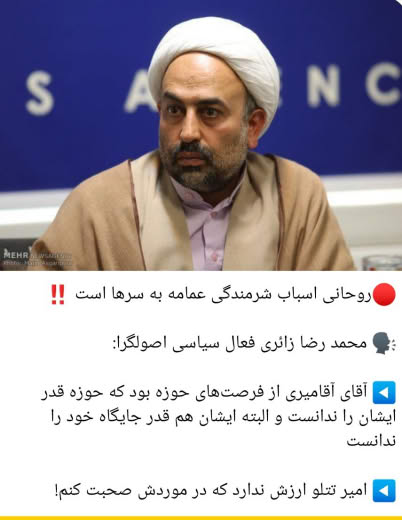 S A ENC
MEHR NEWS AGENCY
🔴روحانی اسباب شرمندگی عمامه به سرها است ‼️
🗣️ محمد رضا زائری فعال سیاسی اصولگرا:
◀️ آقای آقامیری از فرصت‌های حوزه بود که حوزه قدر
ایشان را ندانست و البته ایشان هم قدر جایگاه خود را
ندانست
◀️ امیر تتلو ارزش ندارد که در موردش صحبت کنم!